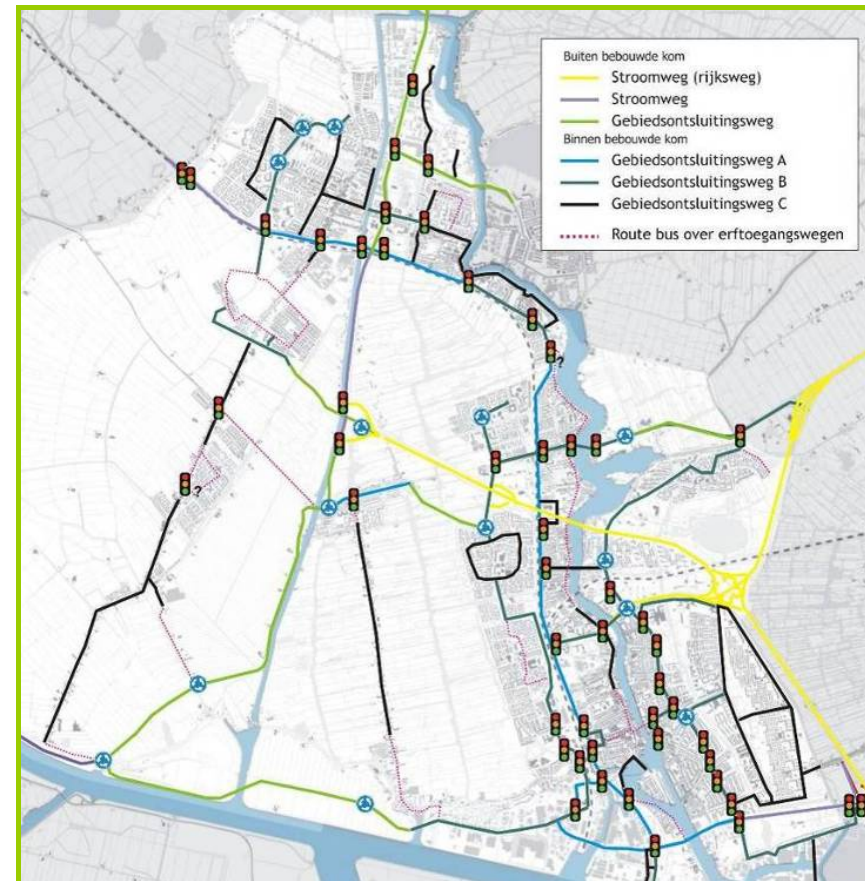 Buiten bebouwde kom
Stroomweg (rijksweg)
Stroomweg
Gebiedsontsluitingsweg
Binnen bebouwde kom
Gebiedsontsluitingsweg A
Gebiedsontsluitingsweg B
Gebiedsontsluitingsweg C
Route bus over erftoegangswegen
?
?